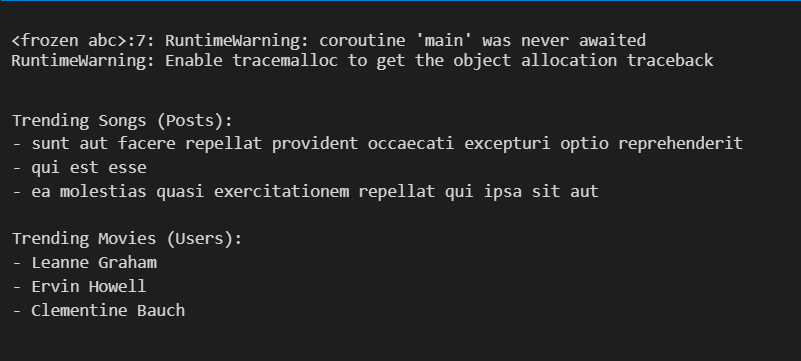 <frozen abc>:7: RuntimeWarning: coroutine 'main' was never awaited
RuntimeWarning: Enable tracemalloc to get the object allocation traceback
Trending Songs (Posts):
- sunt aut facere repellat provident occaecati excepturi optio reprehenderit
- qui est esse
- ea molestias quasi exercitationem repellat qui ipsa sit aut
Trending Movies (Users):
- Leanne Graham
- Ervin Howell
- Clementine Bauch